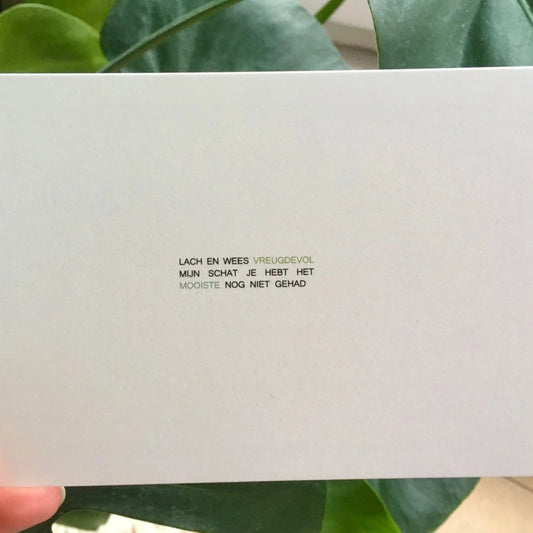 LACH EN WEES VREUGDEVOL
MIJN SCHAT JE HEBT HET
MOOISTE NOG NIET GEHAD